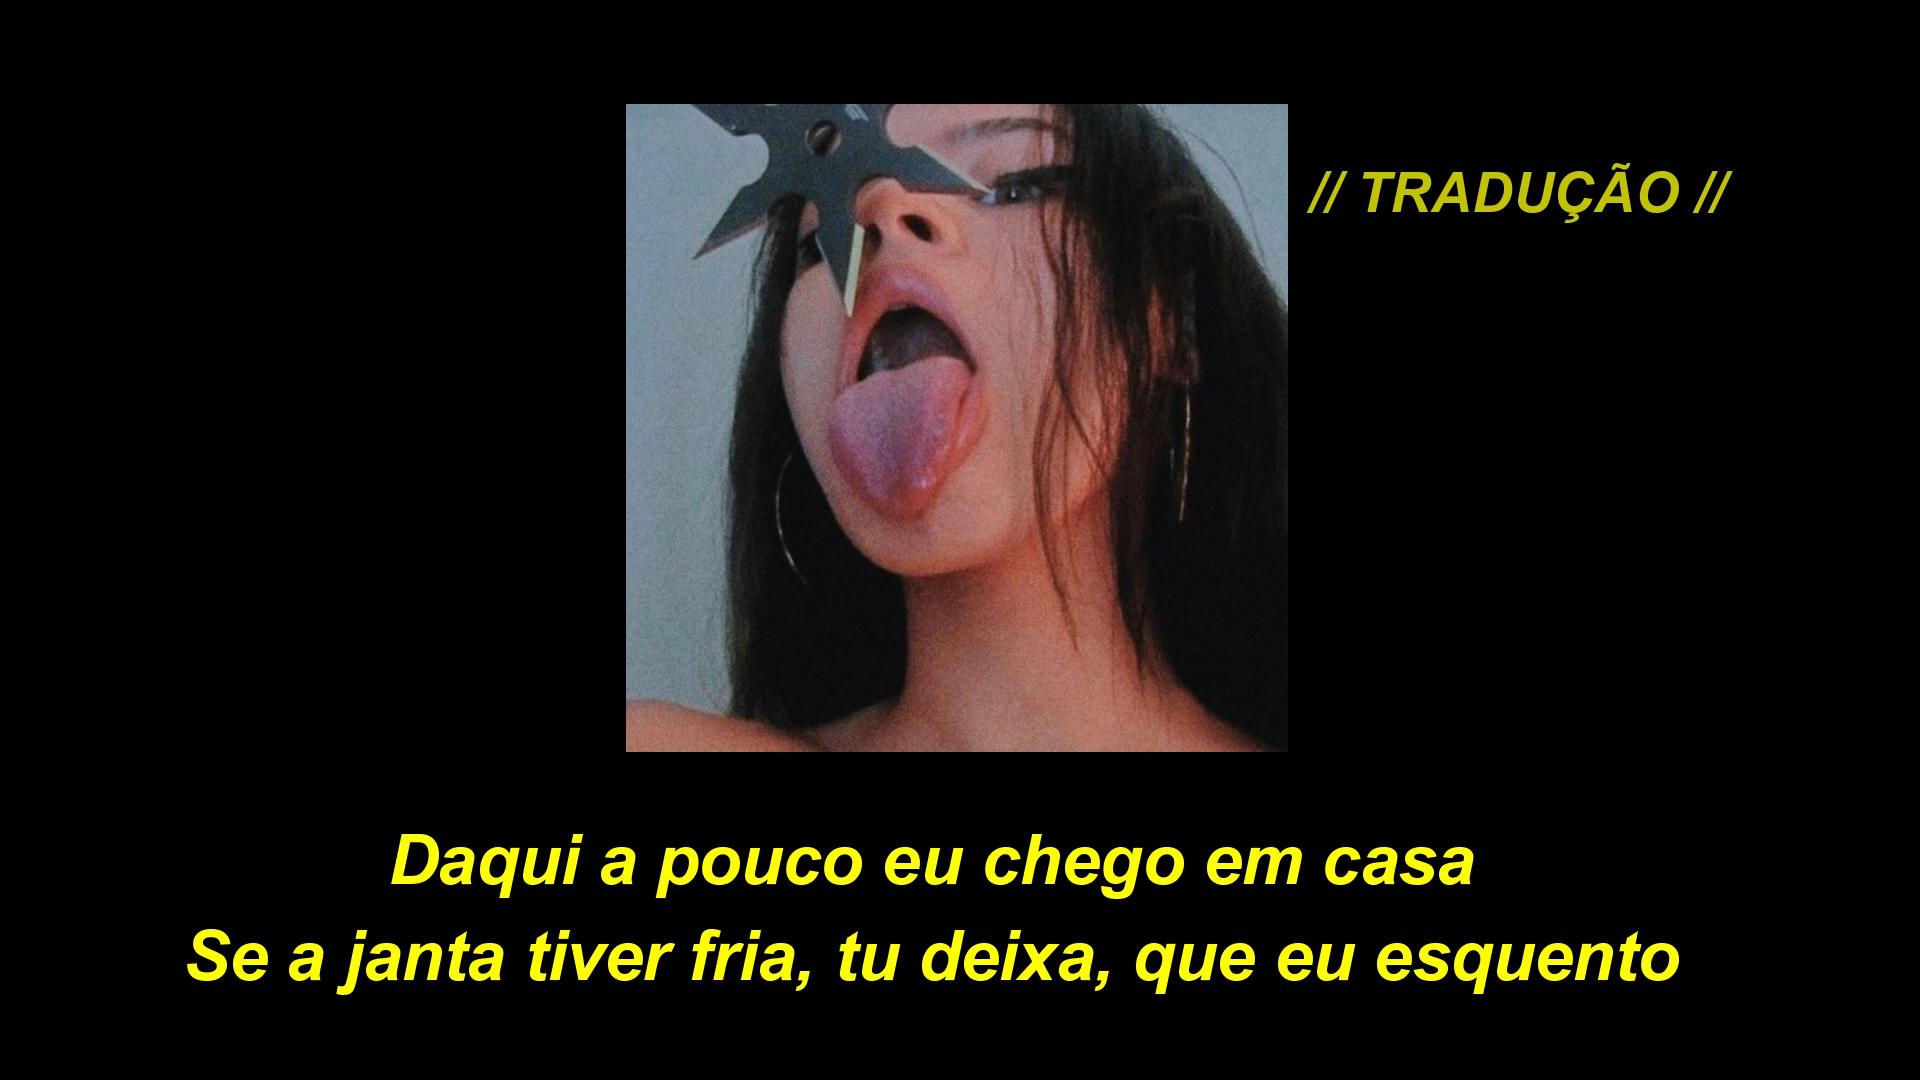 // TRADUÇÃO //
Daqui a pouco eu chego em casa
Se a janta tiver fria, tu deixa, que eu esquento